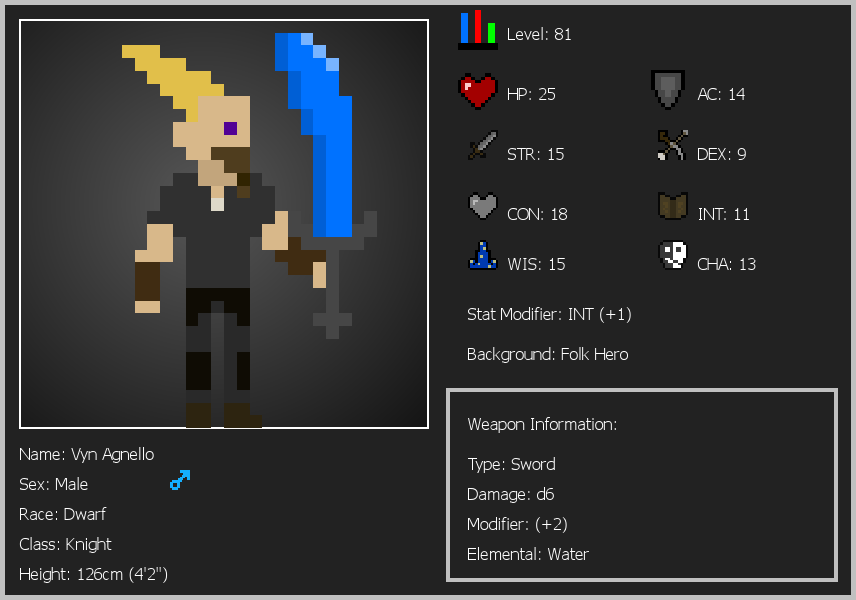 Level: 81
HP: 25
AC: 14
STR: 15
DEX: 9
CON: 18
INT: 11
WIS: 15
CHA: 13
Stat Modifier: INT (+1)
Background: Folk Hero
Weapon Information:
Type: Sword
Damage: d6
Modifier: (+2)
Elemental: Water
Name: Vyn Agnello
Sex: Male
Race: Dwarf
Class: Knight
Height: 126cm (4'2")